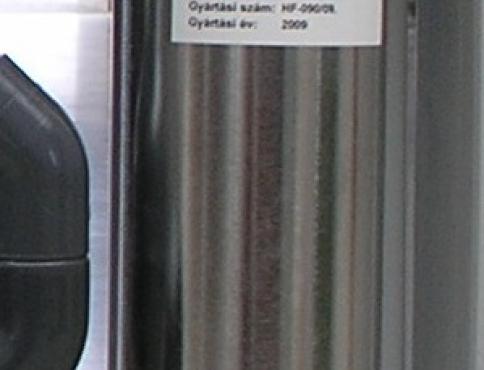 Gyártási szám: HF-090/09.
Gyártási év: 2009